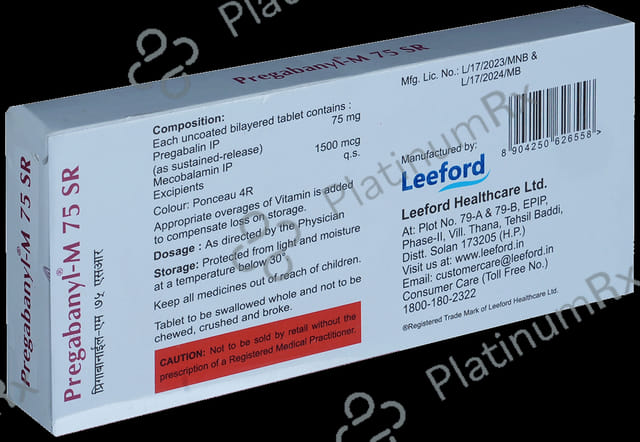 Pregabanyl®-M 75 SR
Pregabanyl®-M 75 SR
Pregabanyl®-M 75 SR
प्रिगाबानाईल-एम ७५ एसआर
Composition:
Each uncoated bilayered tablet contains :
Pregabalin IP 75 mg
(as sustained-release)
Mecobalamin IP 1500 mcg
Excipients q.s.
Colour: Ponceau 4R
Appropriate overages of Vitamin is added
to compensate loss on storage.
Dosage : As directed by the Physician
Storage: Protected from light and moisture
at a temperature below 30°
Keep all medicines out of reach of children.
Tablet to be swallowed whole and not to be
chewed, crushed and broke.
CAUTION: Not to be sold by retail without the
prescription of a Registered Medical Practitioner.
Mfg. Lic. No.: L/17/2023/MNB &
L/17/2024/MB
8 904250 626558 >
Manufactured by:
Leeford
Leeford Healthcare Ltd.
At: Plot No. 79-A & 79-B, EPIP,
Phase-II, Vill. Thana, Tehsil Baddi,
Distt. Solan 173205 (H.P.)
Visit us at: www.leeford.in
Email: customercare@leeford.in
Consumer Care (Toll Free No.)
1800-180-2322
®Registered Trade Mark of Leeford Healthcare Ltd.
PlatinumRx
PlatinumRx